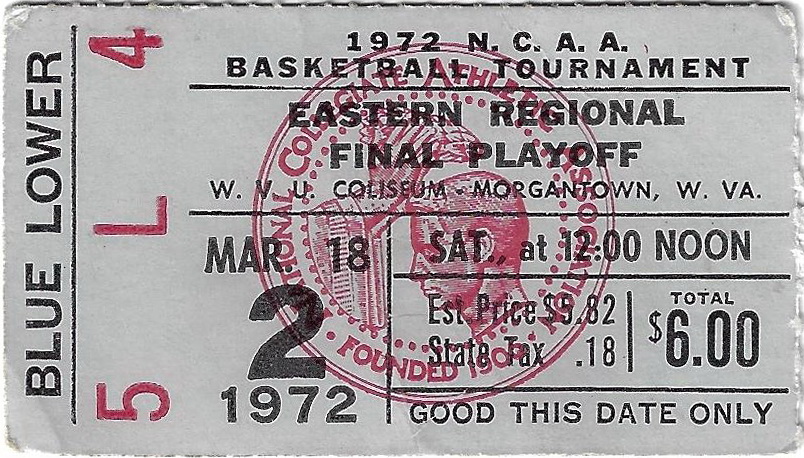 BLUE LOWER
5 L 4
1972 N. C. A. A.
BASKETBALL TOURNAMENT
EASTERN REGIONAL
FINAL PLAYOFF
W. V. U. COLISEUM - MORGANTOWN, W. VA.
MAR. 18
2
1972
SAT., at 12:00 NOON
Est. Price $5.82
State Tax .18
TOTAL
$6.00
GOOD THIS DATE ONLY
NATIONAL COLLEGIATE ATHLETIC ASSOCIATION
FOUNDED 1906